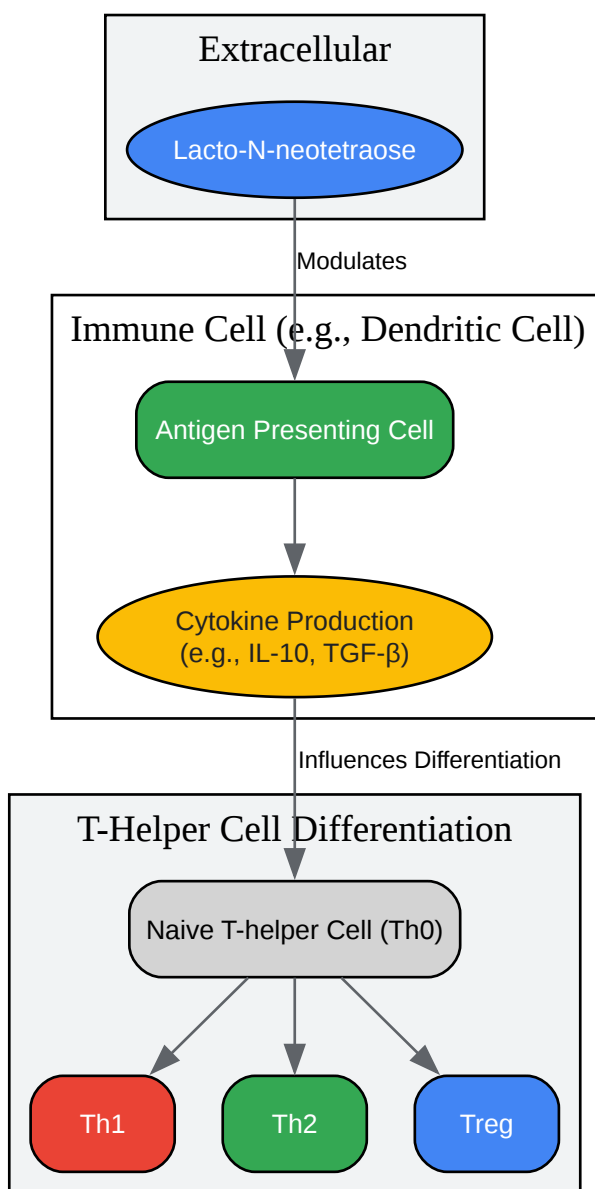 Extracellular
Lacto-N-neotetraose
Modulates
Immune Cell (e.g., Dendritic Cell)
Antigen Presenting Cell
Cytokine Production
(e.g., IL-10, TGF-β)
Influences Differentiation
T-Helper Cell Differentiation
Naive T-helper Cell (Th0)
Th1
Th2
Treg